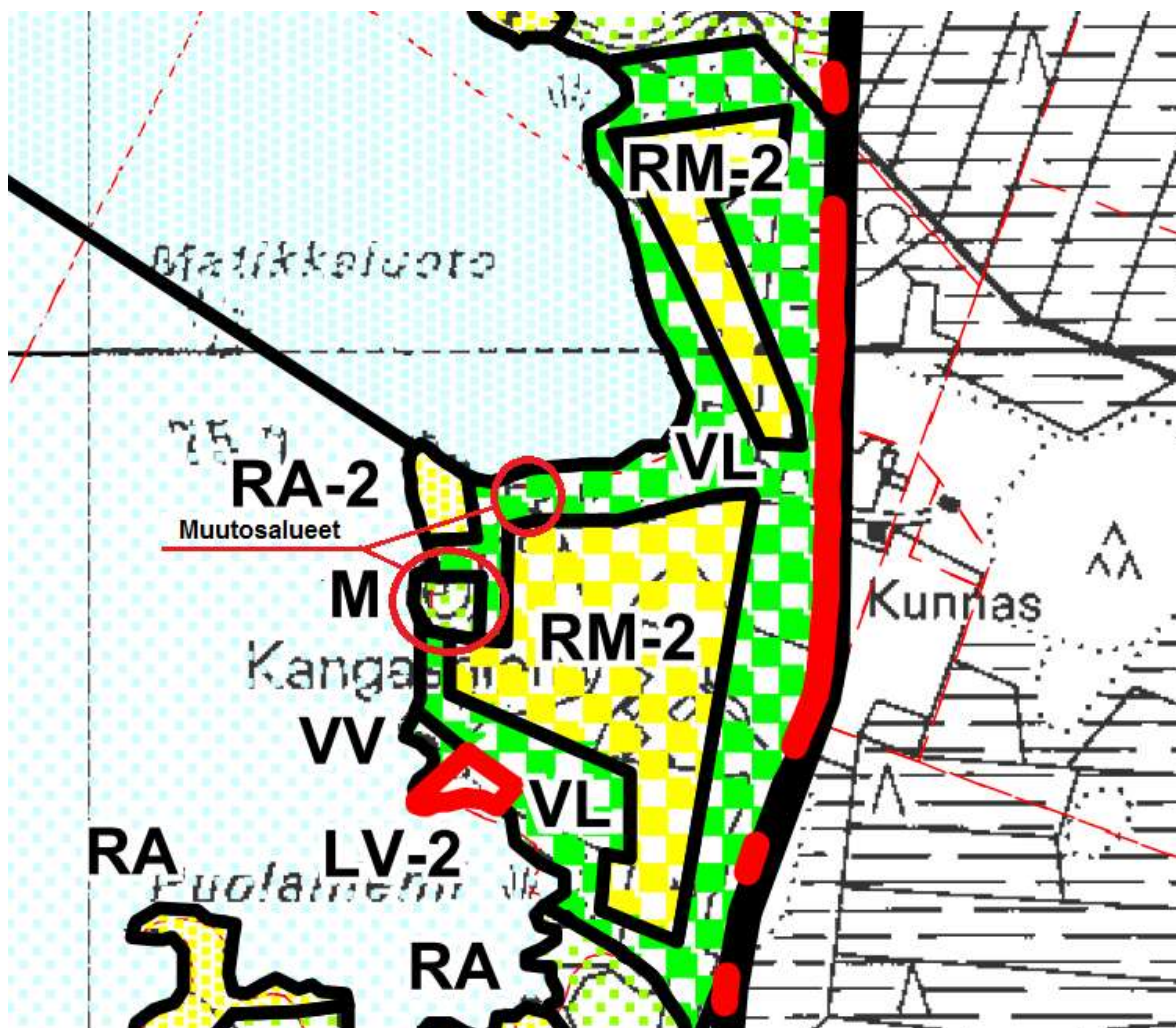 RM-2
Matikkaluoto
VL
RA-2
Muutosalueet
M
Kunnas
RM-2
VV
VL
RA
LV-2
RA